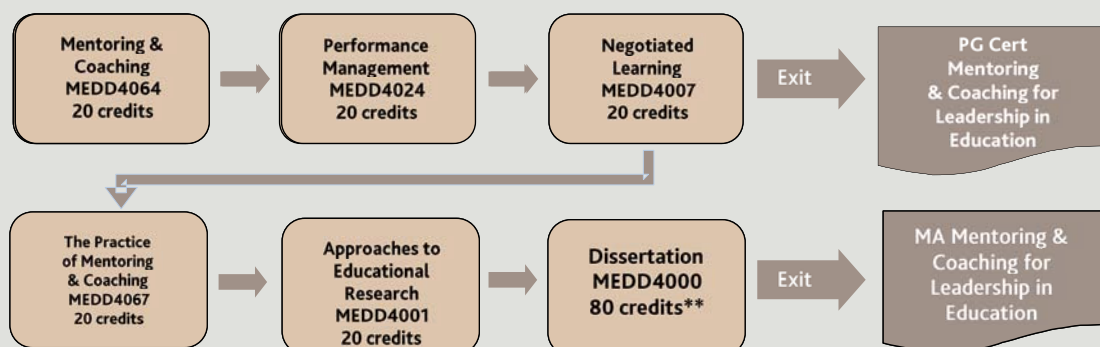 Mentoring &
Coaching
MEDD4064
20 credits
Performance
Management
MEDD4024
20 credits
Negotiated
Learning
MEDD4007
20 credits
Exit
PG Cert
Mentoring
& Coaching for
Leadership in
Education
The Practice
of Mentoring
& Coaching
MEDD4067
20 credits
Approaches to
Educational
Research
MEDD4001
20 credits
Dissertation
MEDD4000
80 credits**
Exit
MA Mentoring &
Coaching for
Leadership in
Education